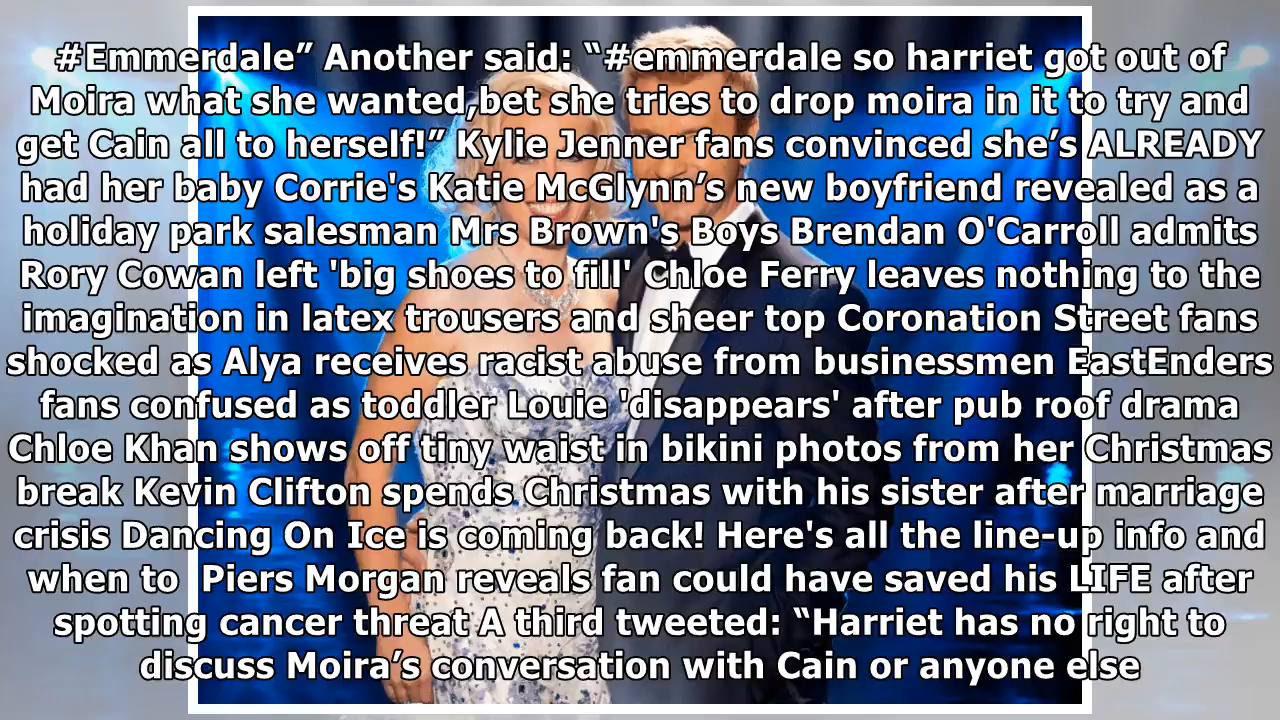 #Emmerdale” Another said: “#emmerdale so harriet got out of
Moira what she wanted,bet she tries to drop moira in it to try and
get Cain all to herself!” Kylie Jenner fans convinced she’s ALREADY
had her baby Corrie's Katie McGlynn’s new boyfriend revealed as a
holiday park salesman Mrs Brown's Boys Brendan O'Carroll admits
Rory Cowan left 'big shoes to fill' Chloe Ferry leaves nothing to the
imagination in latex trousers and sheer top Coronation Street fans
shocked as Alya receives racist abuse from businessmen EastEnders
fans confused as toddler Louie 'disappears' after pub roof drama
Chloe Khan shows off tiny waist in bikini photos from her Christmas
break Kevin Clifton spends Christmas with his sister after marriage
crisis Dancing On Ice is coming back! Here's all the line-up info and
when to  Piers Morgan reveals fan could have saved his LIFE after
spotting cancer threat A third tweeted: “Harriet has no right to
discuss Moira’s conversation with Cain or anyone else